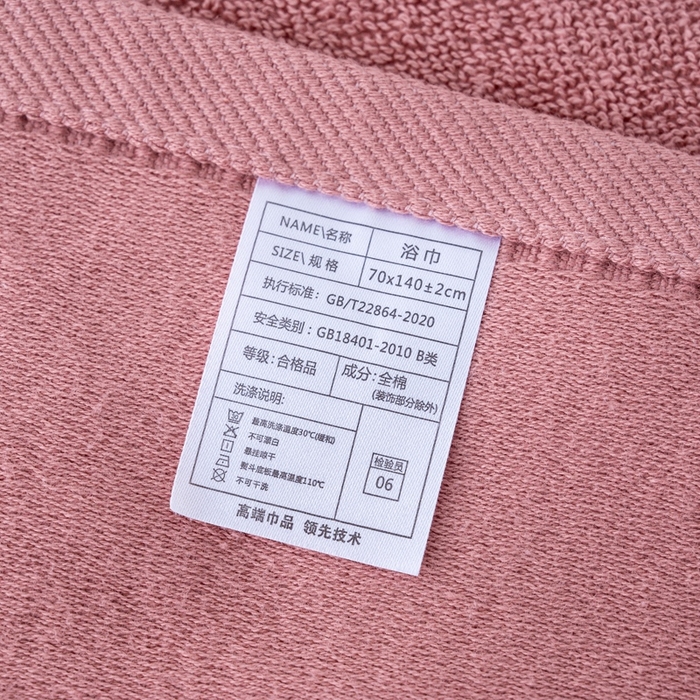 NAME\名称 浴巾
SIZE\规格 70x140±2cm
执行标准：GB/T22864-2020
安全类别：GB18401-2010 B类
等级：合格品 成分：全棉
(装饰部分除外)
洗涤说明:
最高洗涤温度30℃(缓和)
不可漂白
悬挂晾干
熨斗底板最高温度110℃
不可干洗
检验员
06
高端巾品 领先技术